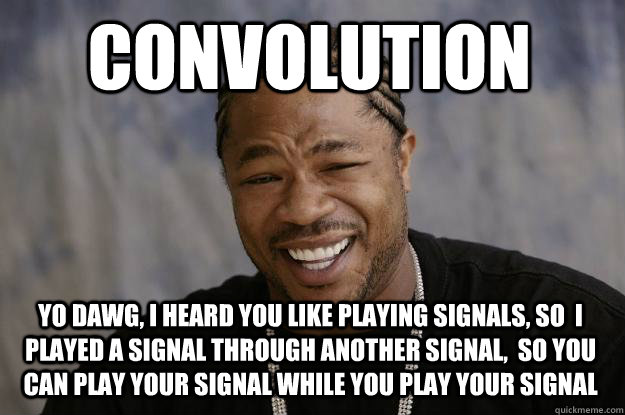 CONVOLUTION
YO DAWG, I HEARD YOU LIKE PLAYING SIGNALS, SO I
PLAYED A SIGNAL THROUGH ANOTHER SIGNAL, SO YOU
CAN PLAY YOUR SIGNAL WHILE YOU PLAY YOUR SIGNAL
quickmeme.com